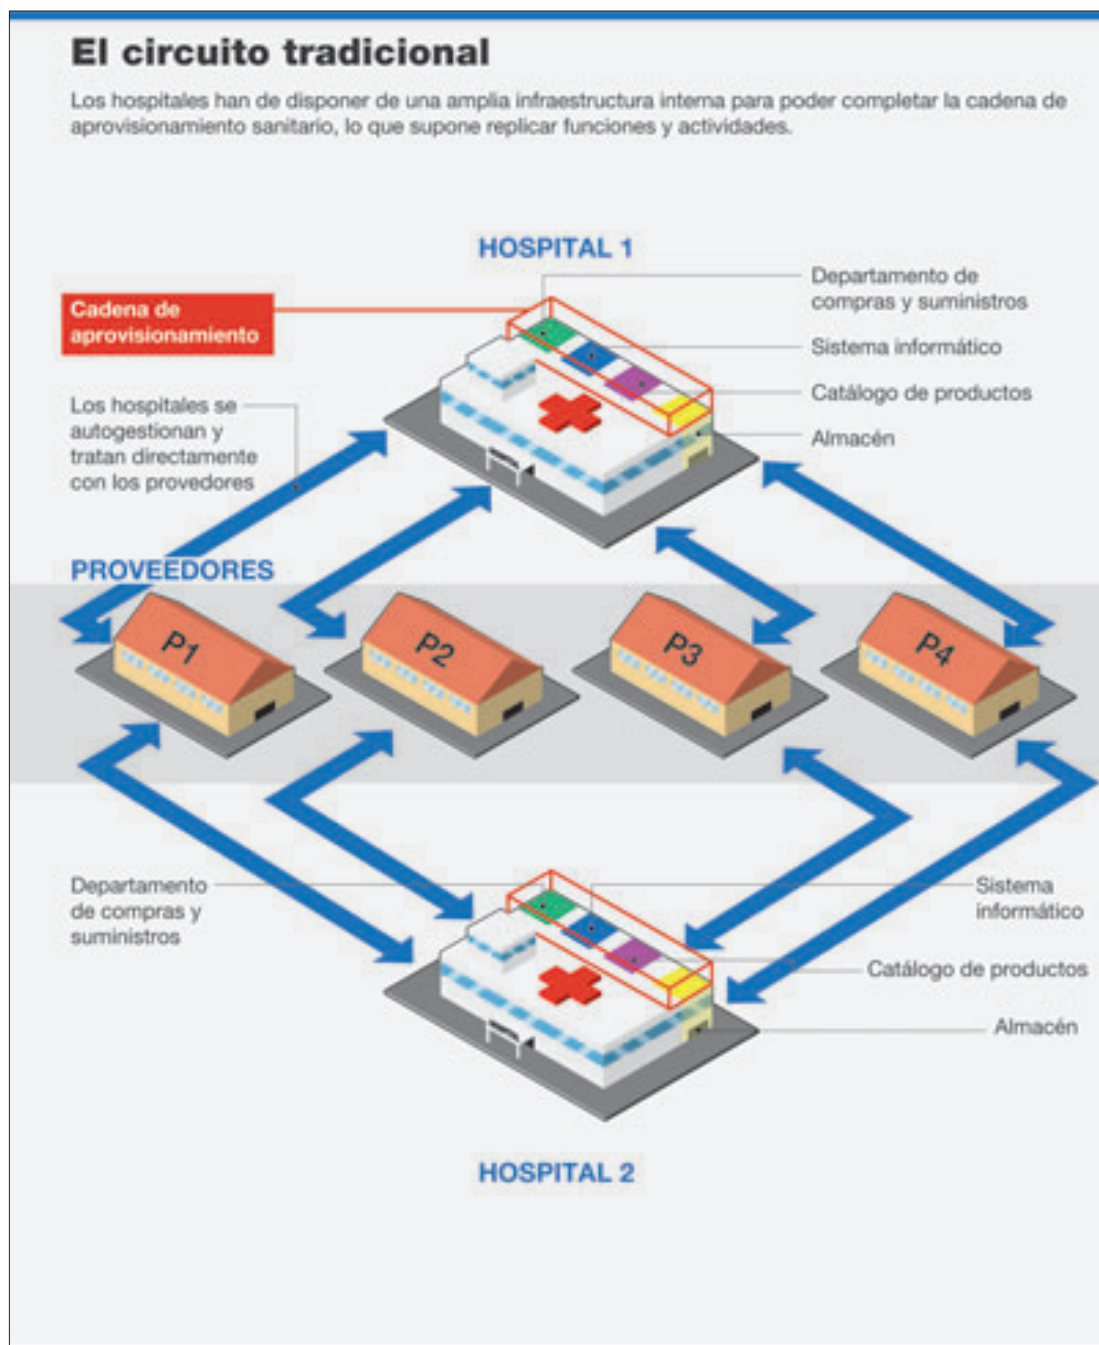 El circuito tradicional
Los hospitales han de disponer de una amplia infraestructura interna para poder completar la cadena de
aprovisionamiento sanitario, lo que supone replicar funciones y actividades.
HOSPITAL 1
Cadena de
aprovisionamiento
Departamento de
compras y suministros
Sistema informático
Catálogo de productos
Almacén
Los hospitales se
autogestionan y
tratan directamente
con los provedores
PROVEEDORES
P1
P2
P3
P4
Departamento
de compras y
suministros
Sistema
informático
Catálogo de productos
Almacén
HOSPITAL 2